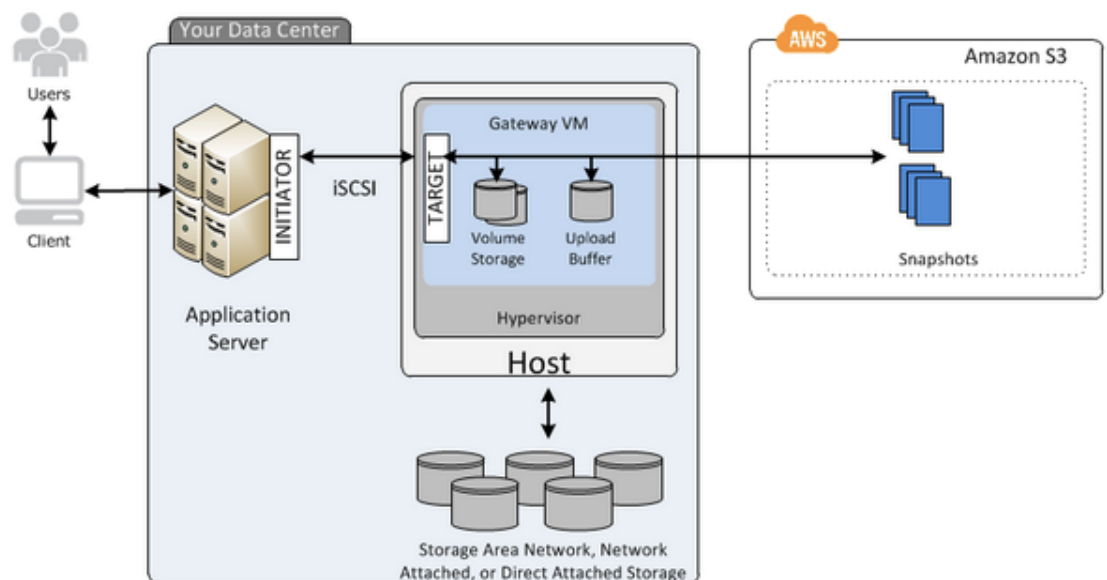 Your Data Center
AWS
Amazon S3
Users
Gateway VM
INITIATOR
iSCSI
TARGET
Client
Volume
Storage
Upload
Buffer
Snapshots
Application
Server
Hypervisor
Host
Storage Area Network, Network
Attached, or Direct Attached Storage